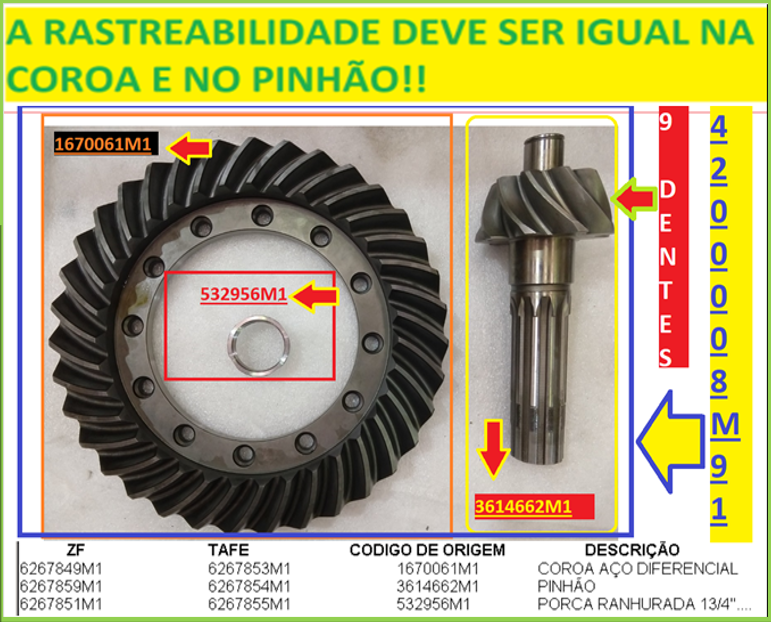 A RASTREABILIDADE DEVE SER IGUAL NA
COROA E NO PINHÃO!!
1670061M1
532956M1
3614662M1
9 DENTES
4200008M91
ZF TAFE CODIGO DE ORIGEM DESCRIÇÃO
6267849M1 6267853M1 1670061M1 COROA AÇO DIFERENCIAL
6267859M1 6267854M1 3614662M1 PINHÃO
6267851M1 6267855M1 532956M1 PORCA RANHURADA 13/4"....